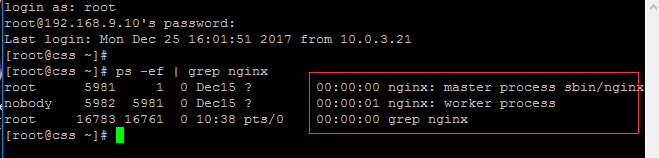 login as: root
root@192.168.9.10's password:
Last login: Mon Dec 25 16:01:51 2017 from 10.0.3.21
[root@css ~]#
[root@css ~]# ps -ef | grep nginx
root      5981     1  0 Dec15 ?        00:00:00 nginx: master process sbin/nginx
nobody    5982  5981  0 Dec15 ?        00:00:01 nginx: worker process
root     16783 16761  0 10:38 pts/0    00:00:00 grep nginx
[root@css ~]#